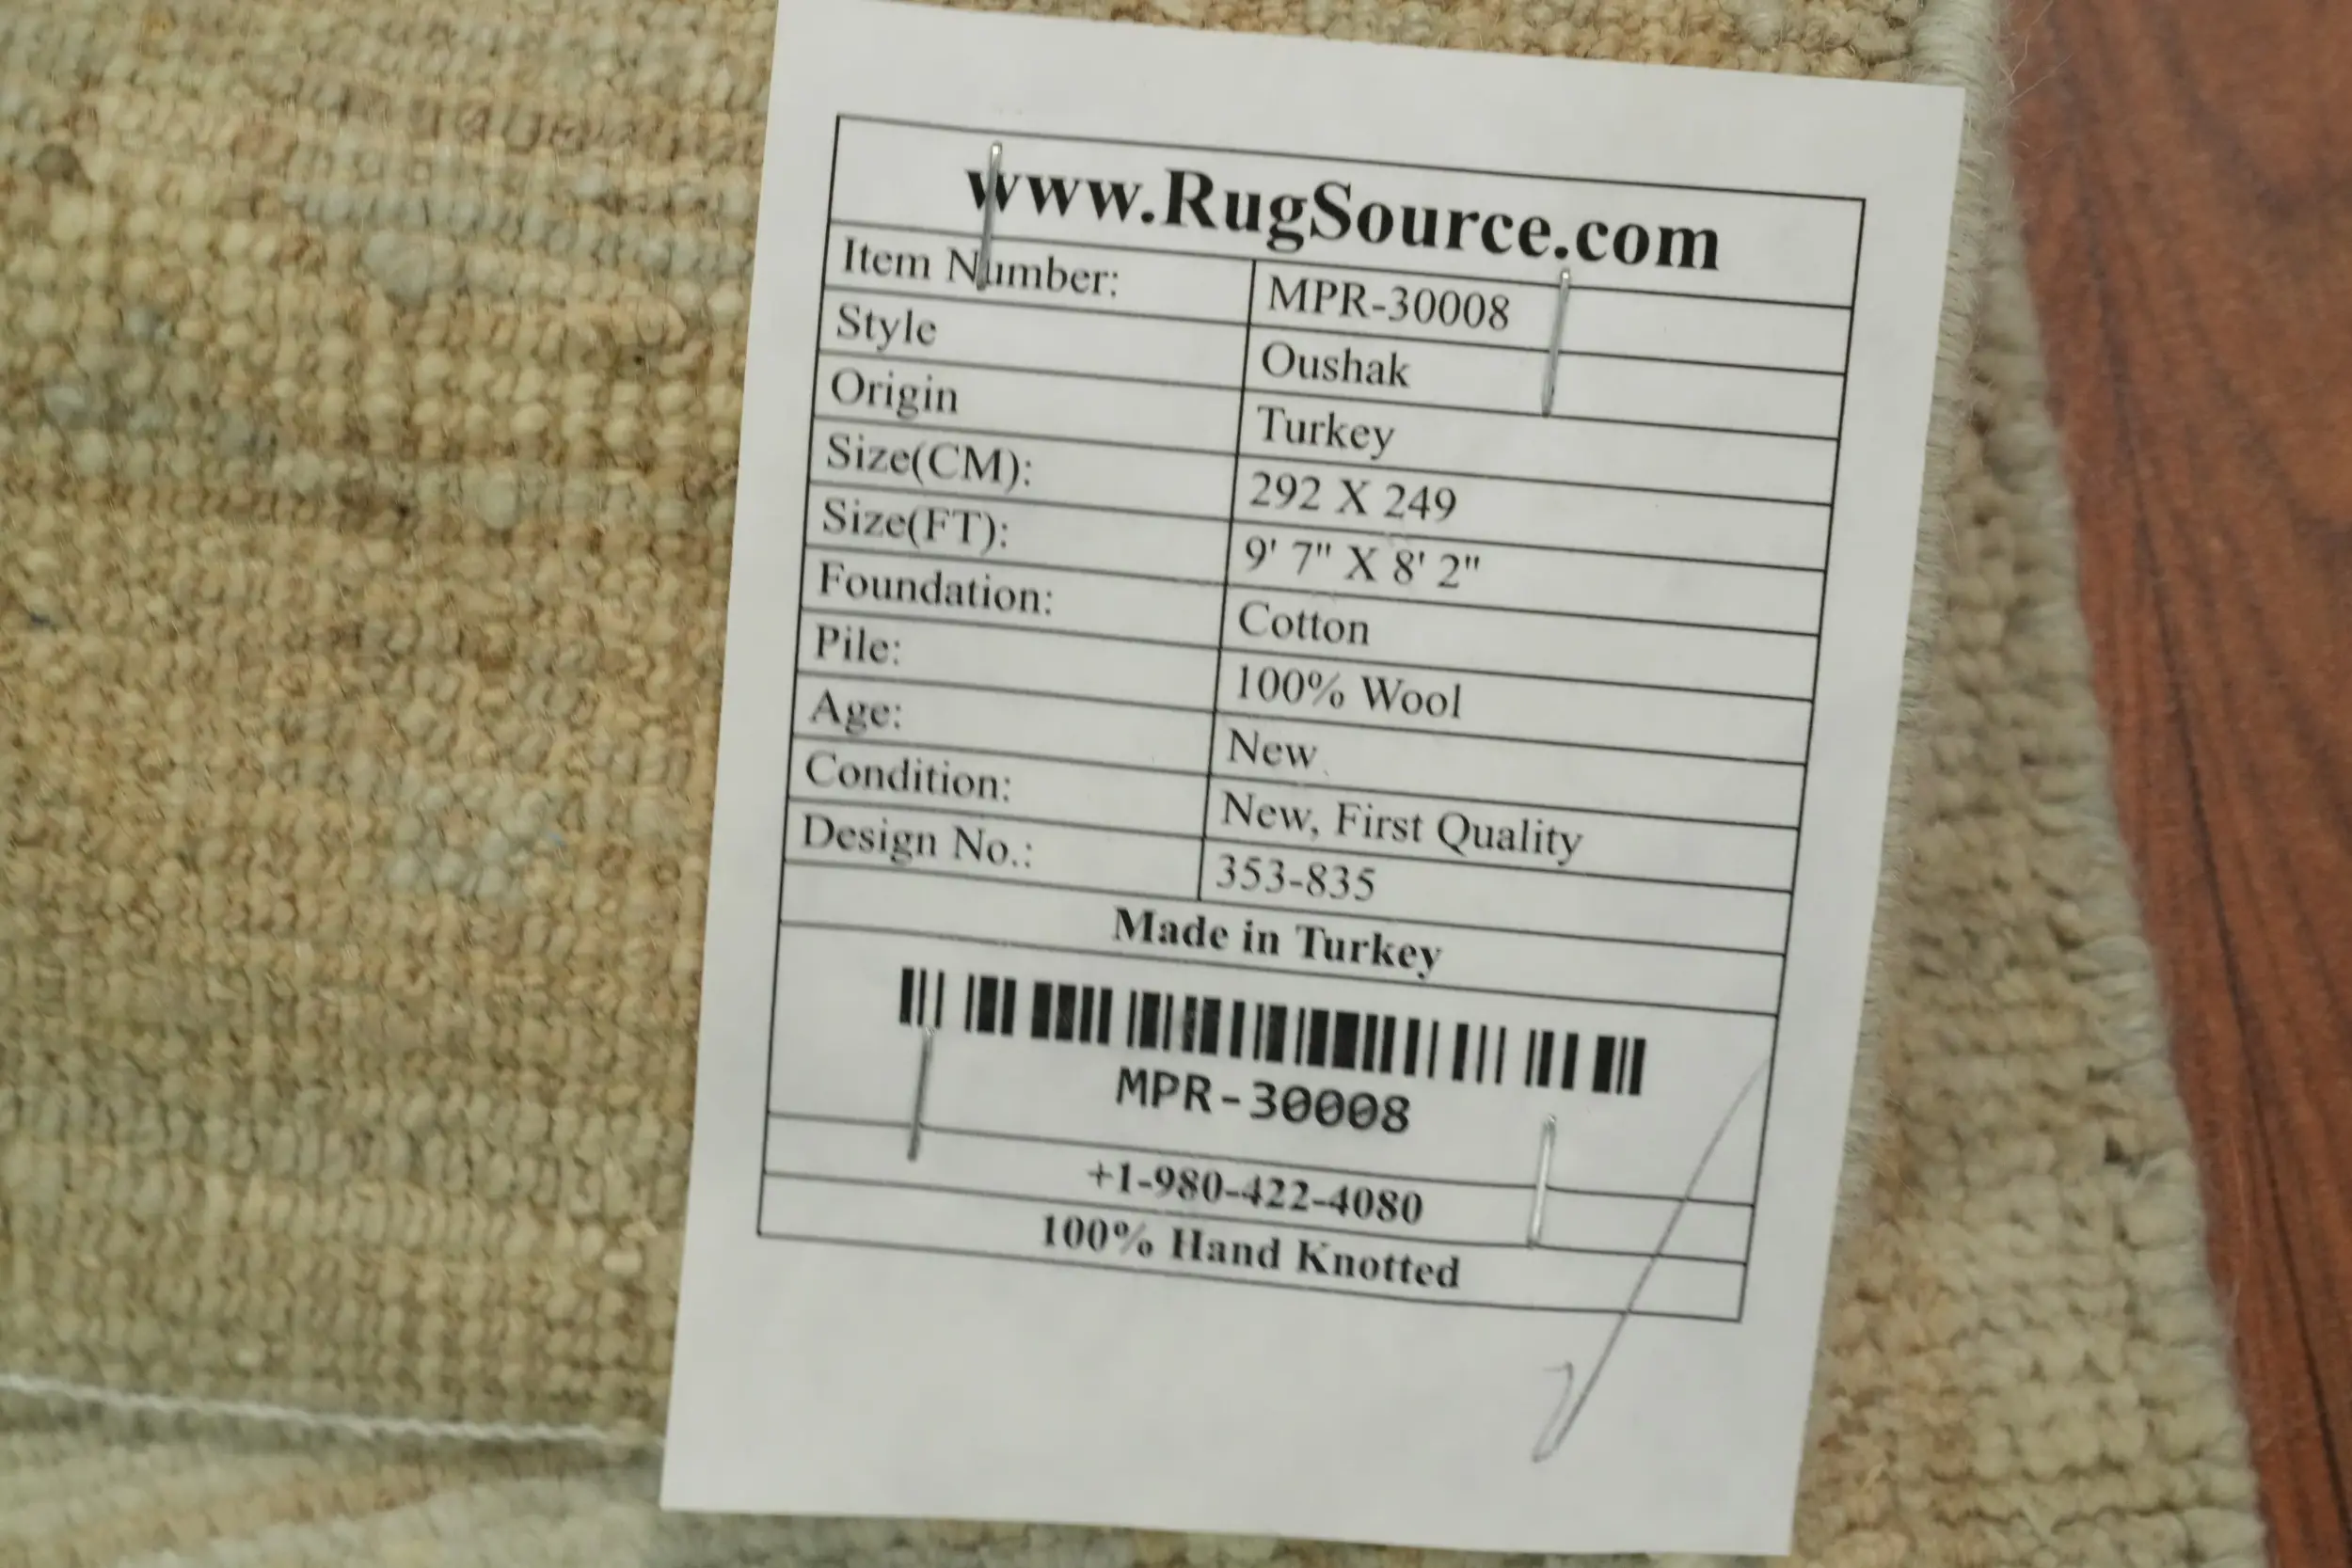 www.RugSource.com
Item Number: MPR-30008
Style Oushak
Origin Turkey
Size(CM): 292 X 249
Size(FT): 9' 7" X 8' 2"
Foundation: Cotton
Pile: 100% Wool
Age: New
Condition: New, First Quality
Design No.: 353-835
Made in Turkey
MPR-30008
+1-980-422-4080
100% Hand Knotted